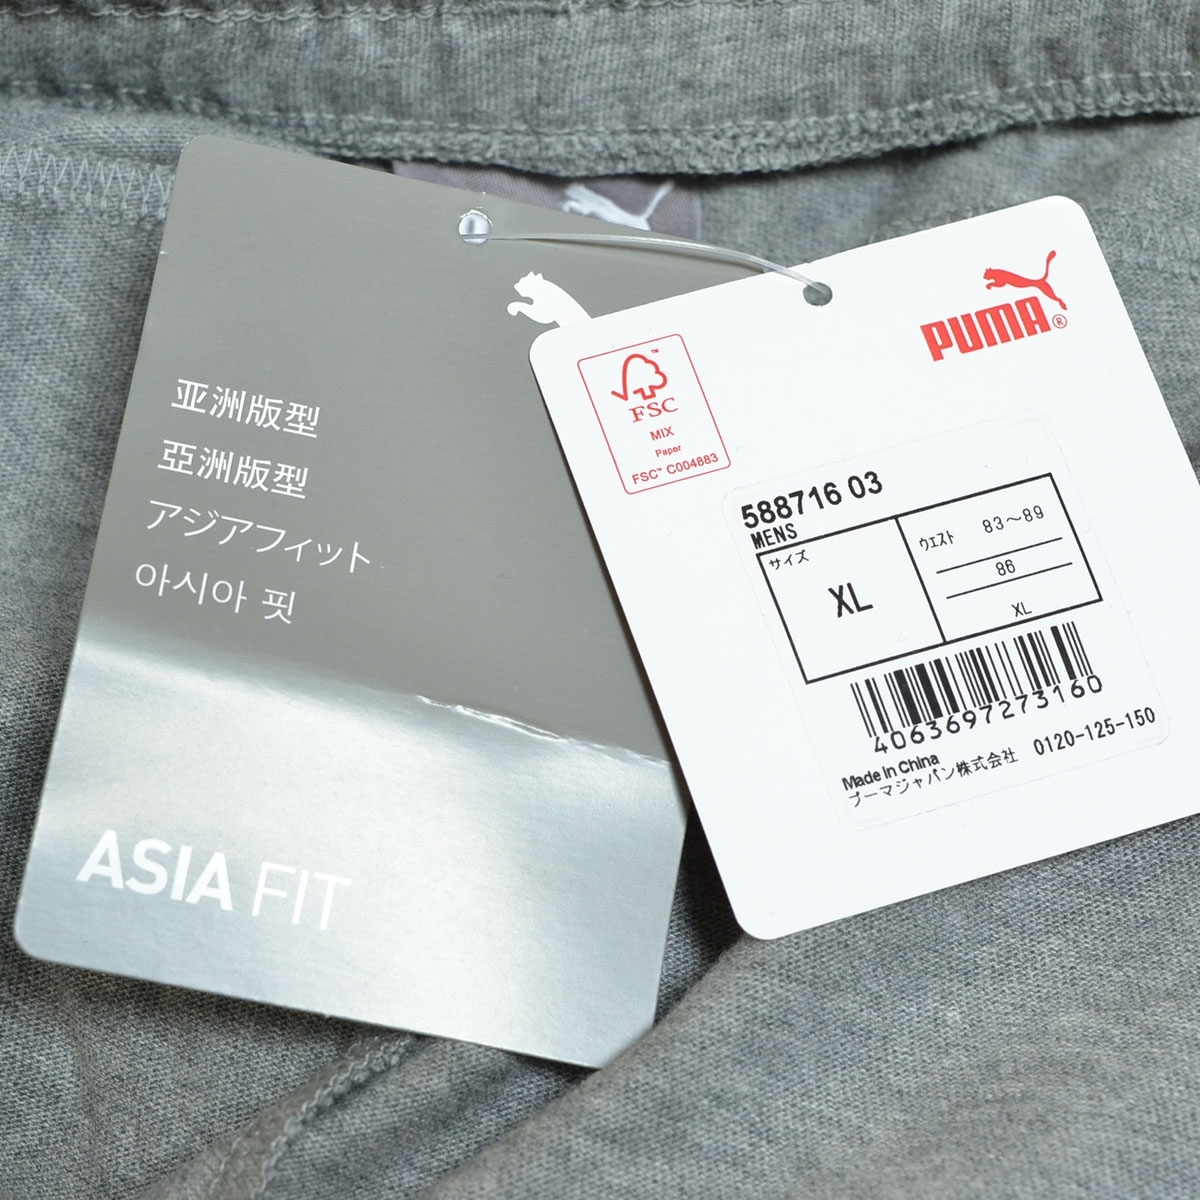 亚洲版型
亞洲版型
アジアフィット
아시아 핏
ASIA FIT
PUMA®
FSC™
MIX
Paper
FSC™ C004883
588716 03
MENS
サイズ
XL
ウエスト 83〜89
86
XL
4063697273160
Made in China
プーマジャパン株式会社 0120-125-150